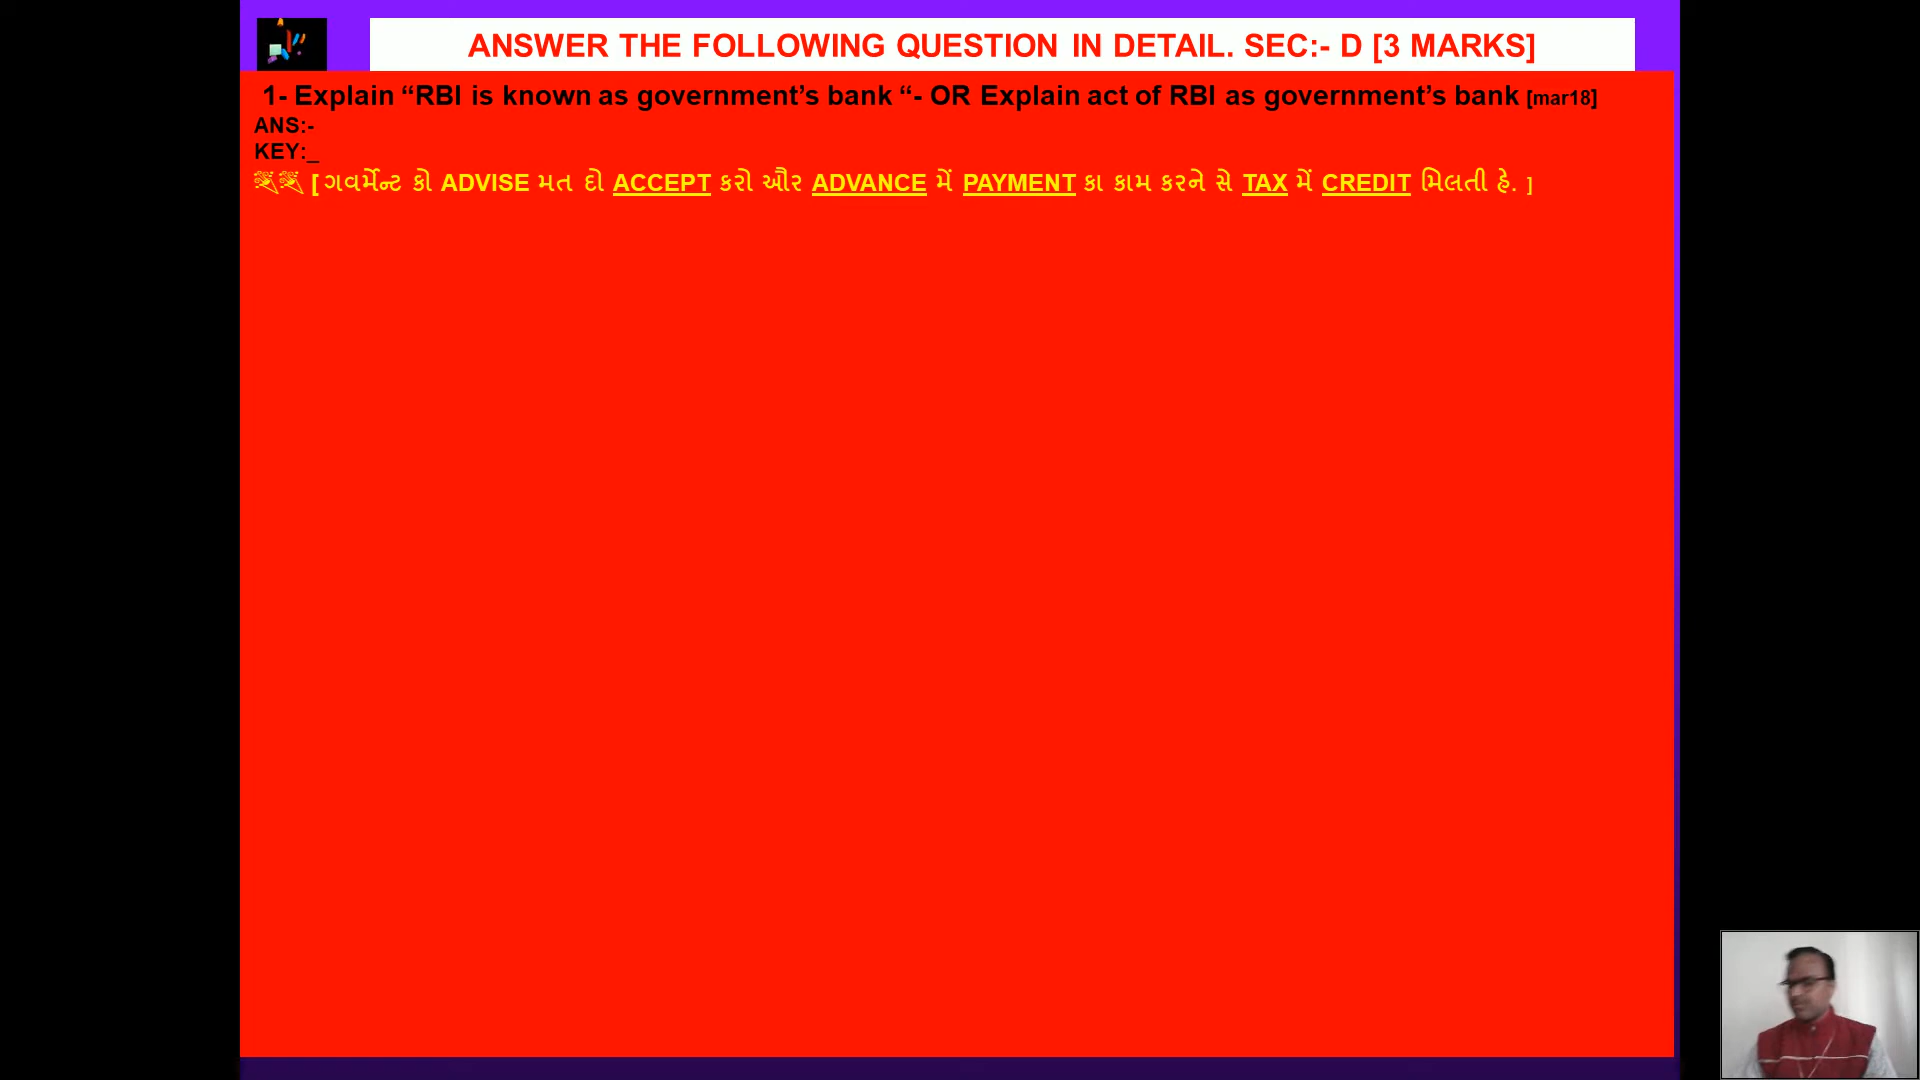 ANSWER THE FOLLOWING QUESTION IN DETAIL. SEC:- D [3 MARKS]
1- Explain “RBI is known as government’s bank “- OR Explain act of RBI as government’s bank [mar18]
ANS:-
KEY:_
[ ગવર્મેન્ટ કો ADVISE મત દો ACCEPT કરો ઔર ADVANCE મેં PAYMENT કા કામ કરને સે TAX મેં CREDIT મિલતી હે. ]